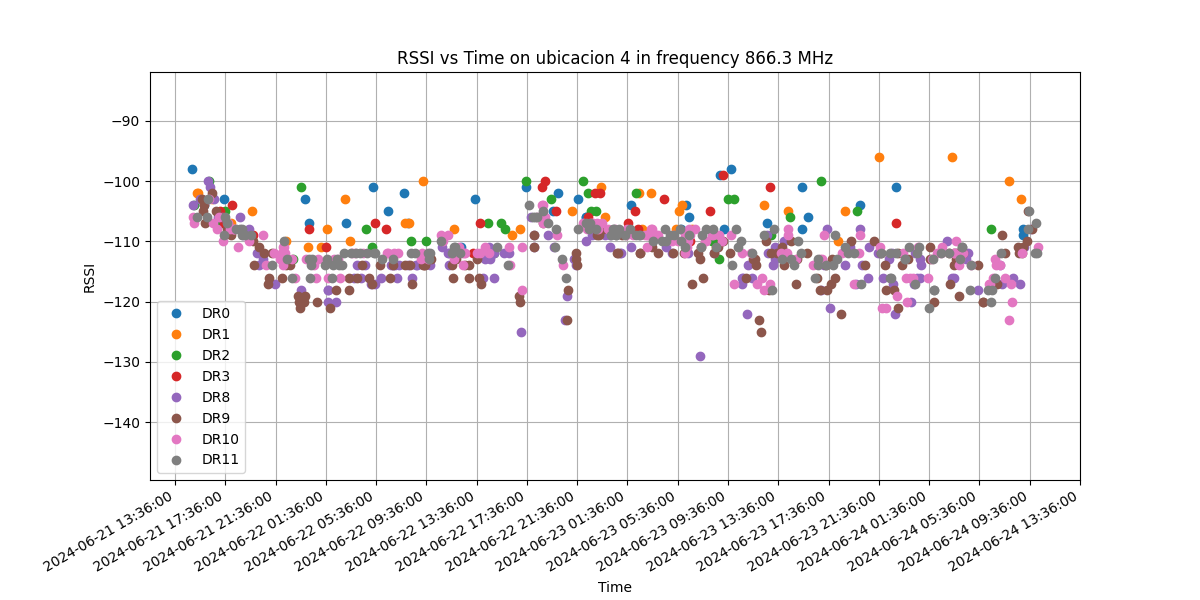 RSSI vs Time on ubicacion 4 in frequency 866.3 MHz
RSSI
−90
−100
−110
−120
−130
−140
DR0
DR1
DR2
DR3
DR8
DR9
DR10
DR11
2024-06-21 13:36:00
2024-06-21 17:36:00
2024-06-21 21:36:00
2024-06-22 01:36:00
2024-06-22 05:36:00
2024-06-22 09:36:00
2024-06-22 13:36:00
2024-06-22 17:36:00
2024-06-22 21:36:00
2024-06-23 01:36:00
2024-06-23 05:36:00
2024-06-23 09:36:00
2024-06-23 13:36:00
2024-06-23 17:36:00
2024-06-23 21:36:00
2024-06-24 01:36:00
2024-06-24 05:36:00
2024-06-24 09:36:00
2024-06-24 13:36:00
Time